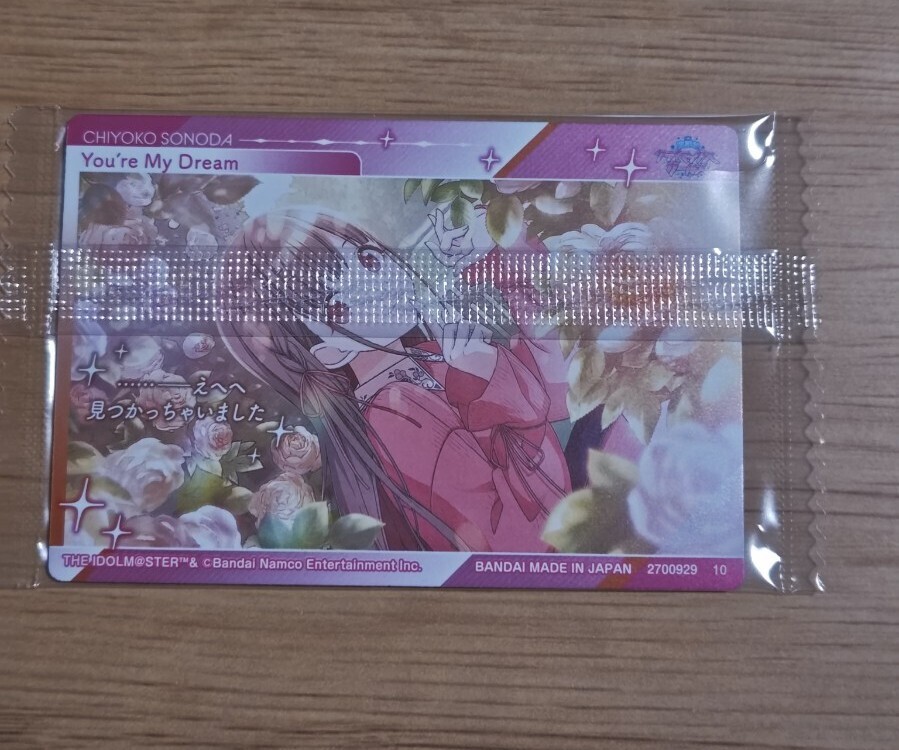 CHIYOKO SONODA
You're My Dream
……――えへへ
見つかっちゃいました
THE IDOLM@STER™& ©Bandai Namco Entertainment Inc.
BANDAI MADE IN JAPAN 2700929 10